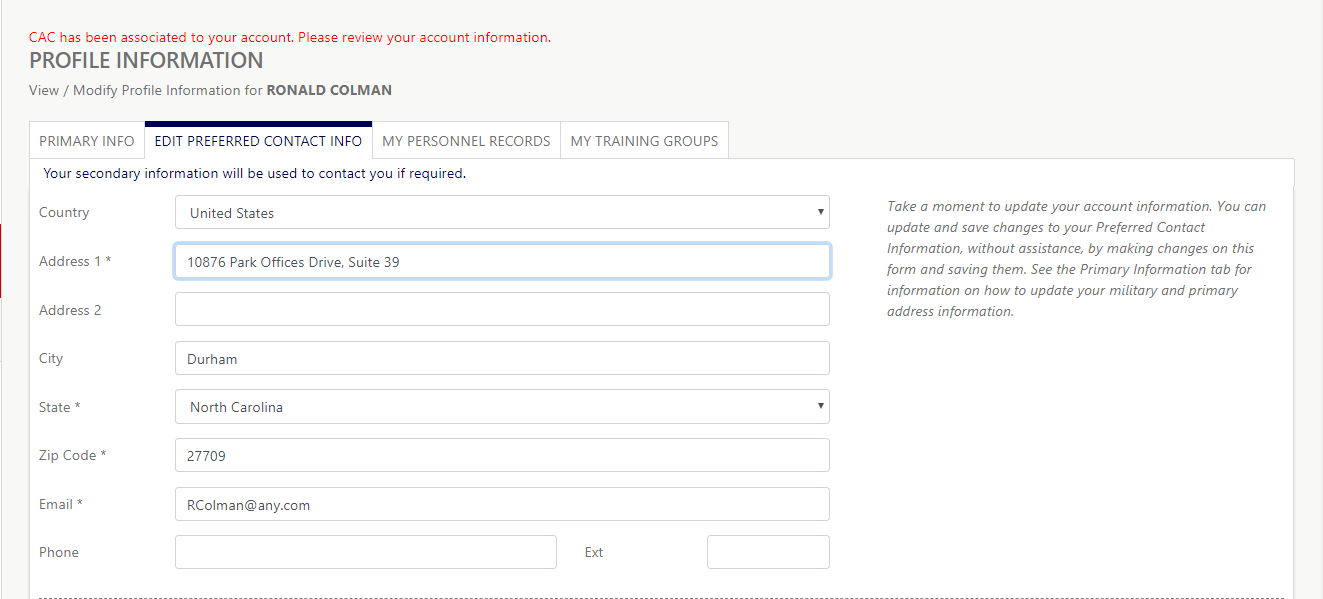 CAC has been associated to your account. Please review your account information.
PROFILE INFORMATION
View / Modify Profile Information for RONALD COLMAN
PRIMARY INFO EDIT PREFERRED CONTACT INFO MY PERSONNEL RECORDS MY TRAINING GROUPS
Your secondary information will be used to contact you if required.
Country United States
Address 1 * 10876 Park Offices Drive, Suite 39
Address 2
City Durham
State * North Carolina
Zip Code * 27709
Email * RColman@any.com
Phone Ext
Take a moment to update your account information. You can
update and save changes to your Preferred Contact
Information, without assistance, by making changes on this
form and saving them. See the Primary Information tab for
information on how to update your military and primary
address information.